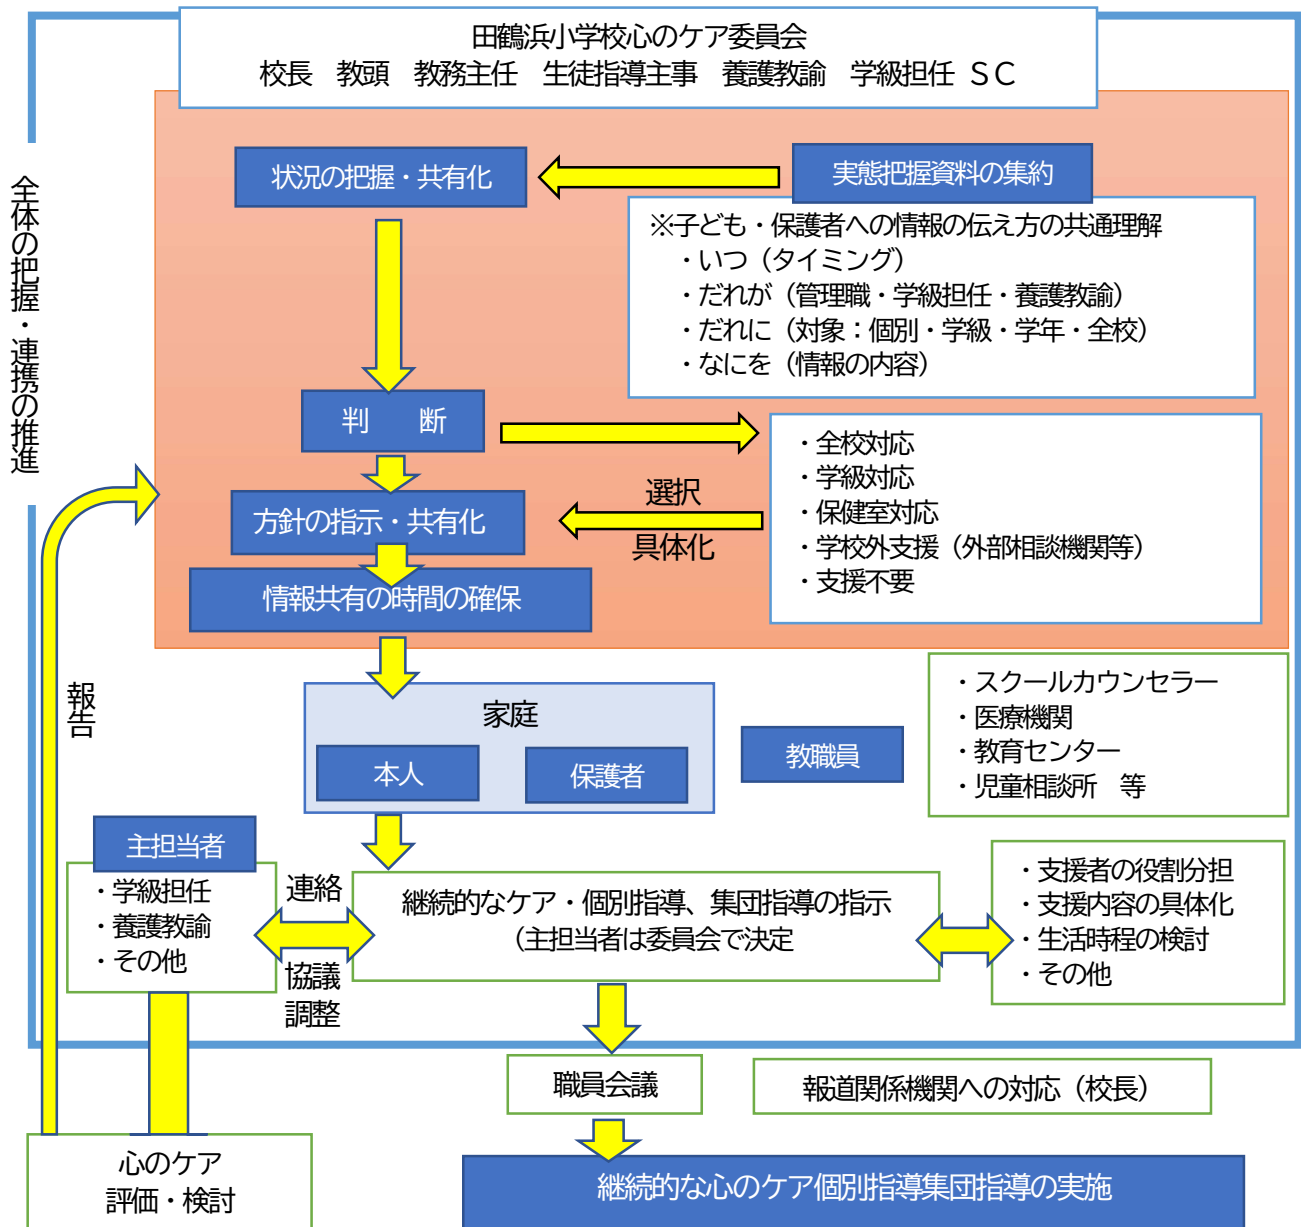 田鶴浜小学校心のケア委員会
校長　教頭　教務主任　生徒指導主事　養護教諭　学級担任 ＳＣ
全体の把握・連携の推進
状況の把握・共有化
実態把握資料の集約
※子ども・保護者への情報の伝え方の共通理解
・いつ（タイミング）
・だれが（管理職・学級担任・養護教諭）
・だれに（対象：個別・学級・学年・全校）
・なにを（情報の内容）
判　　断
・全校対応
・学級対応
・保健室対応
・学校外支援（外部相談機関等）
・支援不要
選択
具体化
方針の指示・共有化
情報共有の時間の確保
報告
家庭
本人
保護者
教職員
・スクールカウンセラー
・医療機関
・教育センター
・児童相談所　等
主担当者
・学級担任
・養護教諭
・その他
連絡
協議
調整
継続的なケア・個別指導、集団指導の指示
（主担当者は委員会で決定
・支援者の役割分担
・支援内容の具体化
・生活時程の検討
・その他
職員会議
報道関係機関への対応（校長）
心のケア
評価・検討
継続的な心のケア個別指導集団指導の実施